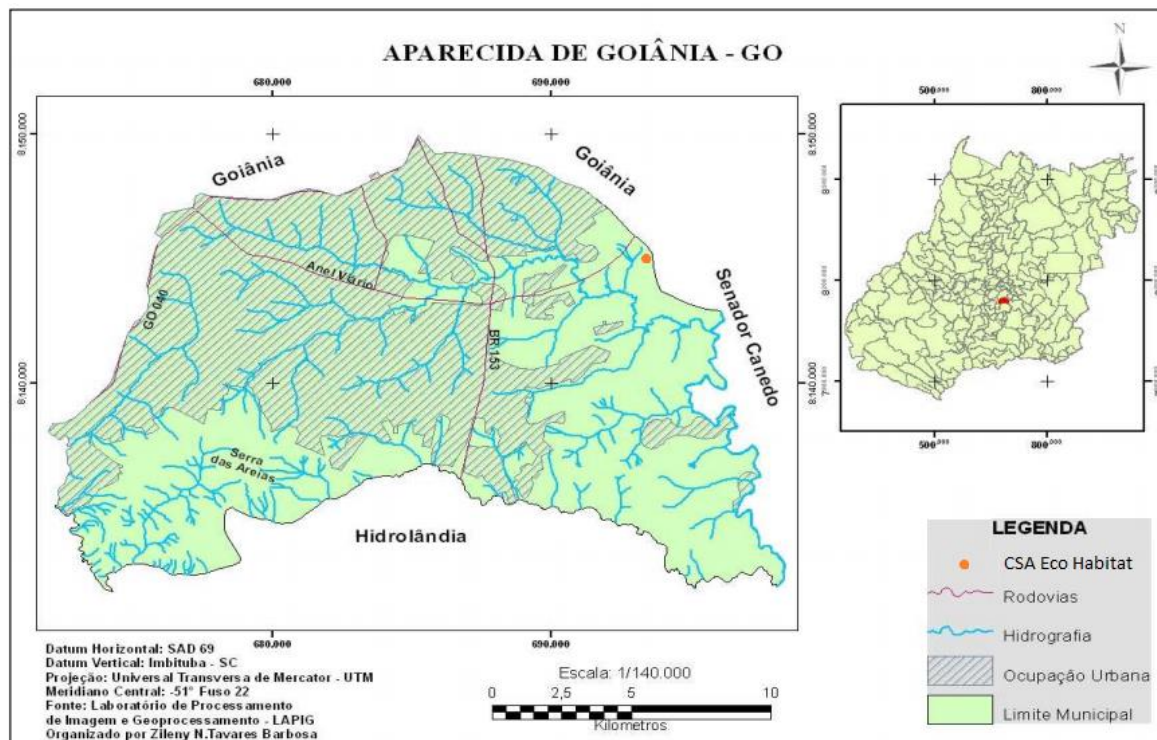 APARECIDA DE GOIÂNIA - GO
N
680.000
690.000
8.150.000
8.150.000
8.140.000
8.140.000
Goiânia
Goiânia
Senador Canedo
Hidrolândia
Anel Viário
GO 040
BR 153
Serra
das Areias
680.000
690.000
500.000
800.000
500.000
800.000
Datum Horizontal: SAD 69
Datum Vertical: Imbituba - SC
Projeção: Universal Transversa de Mercator - UTM
Meridiano Central: -51° Fuso 22
Fonte: Laboratório de Processamento
de Imagem e Geoprocessamento - LAPIG
Organizado por Zileny N.Tavares Barbosa
Escala: 1/140.000
0 2,5 5 10
Kilometros
LEGENDA
CSA Eco Habitat
Rodovias
Hidrografia
Ocupação Urbana
Limite Municipal